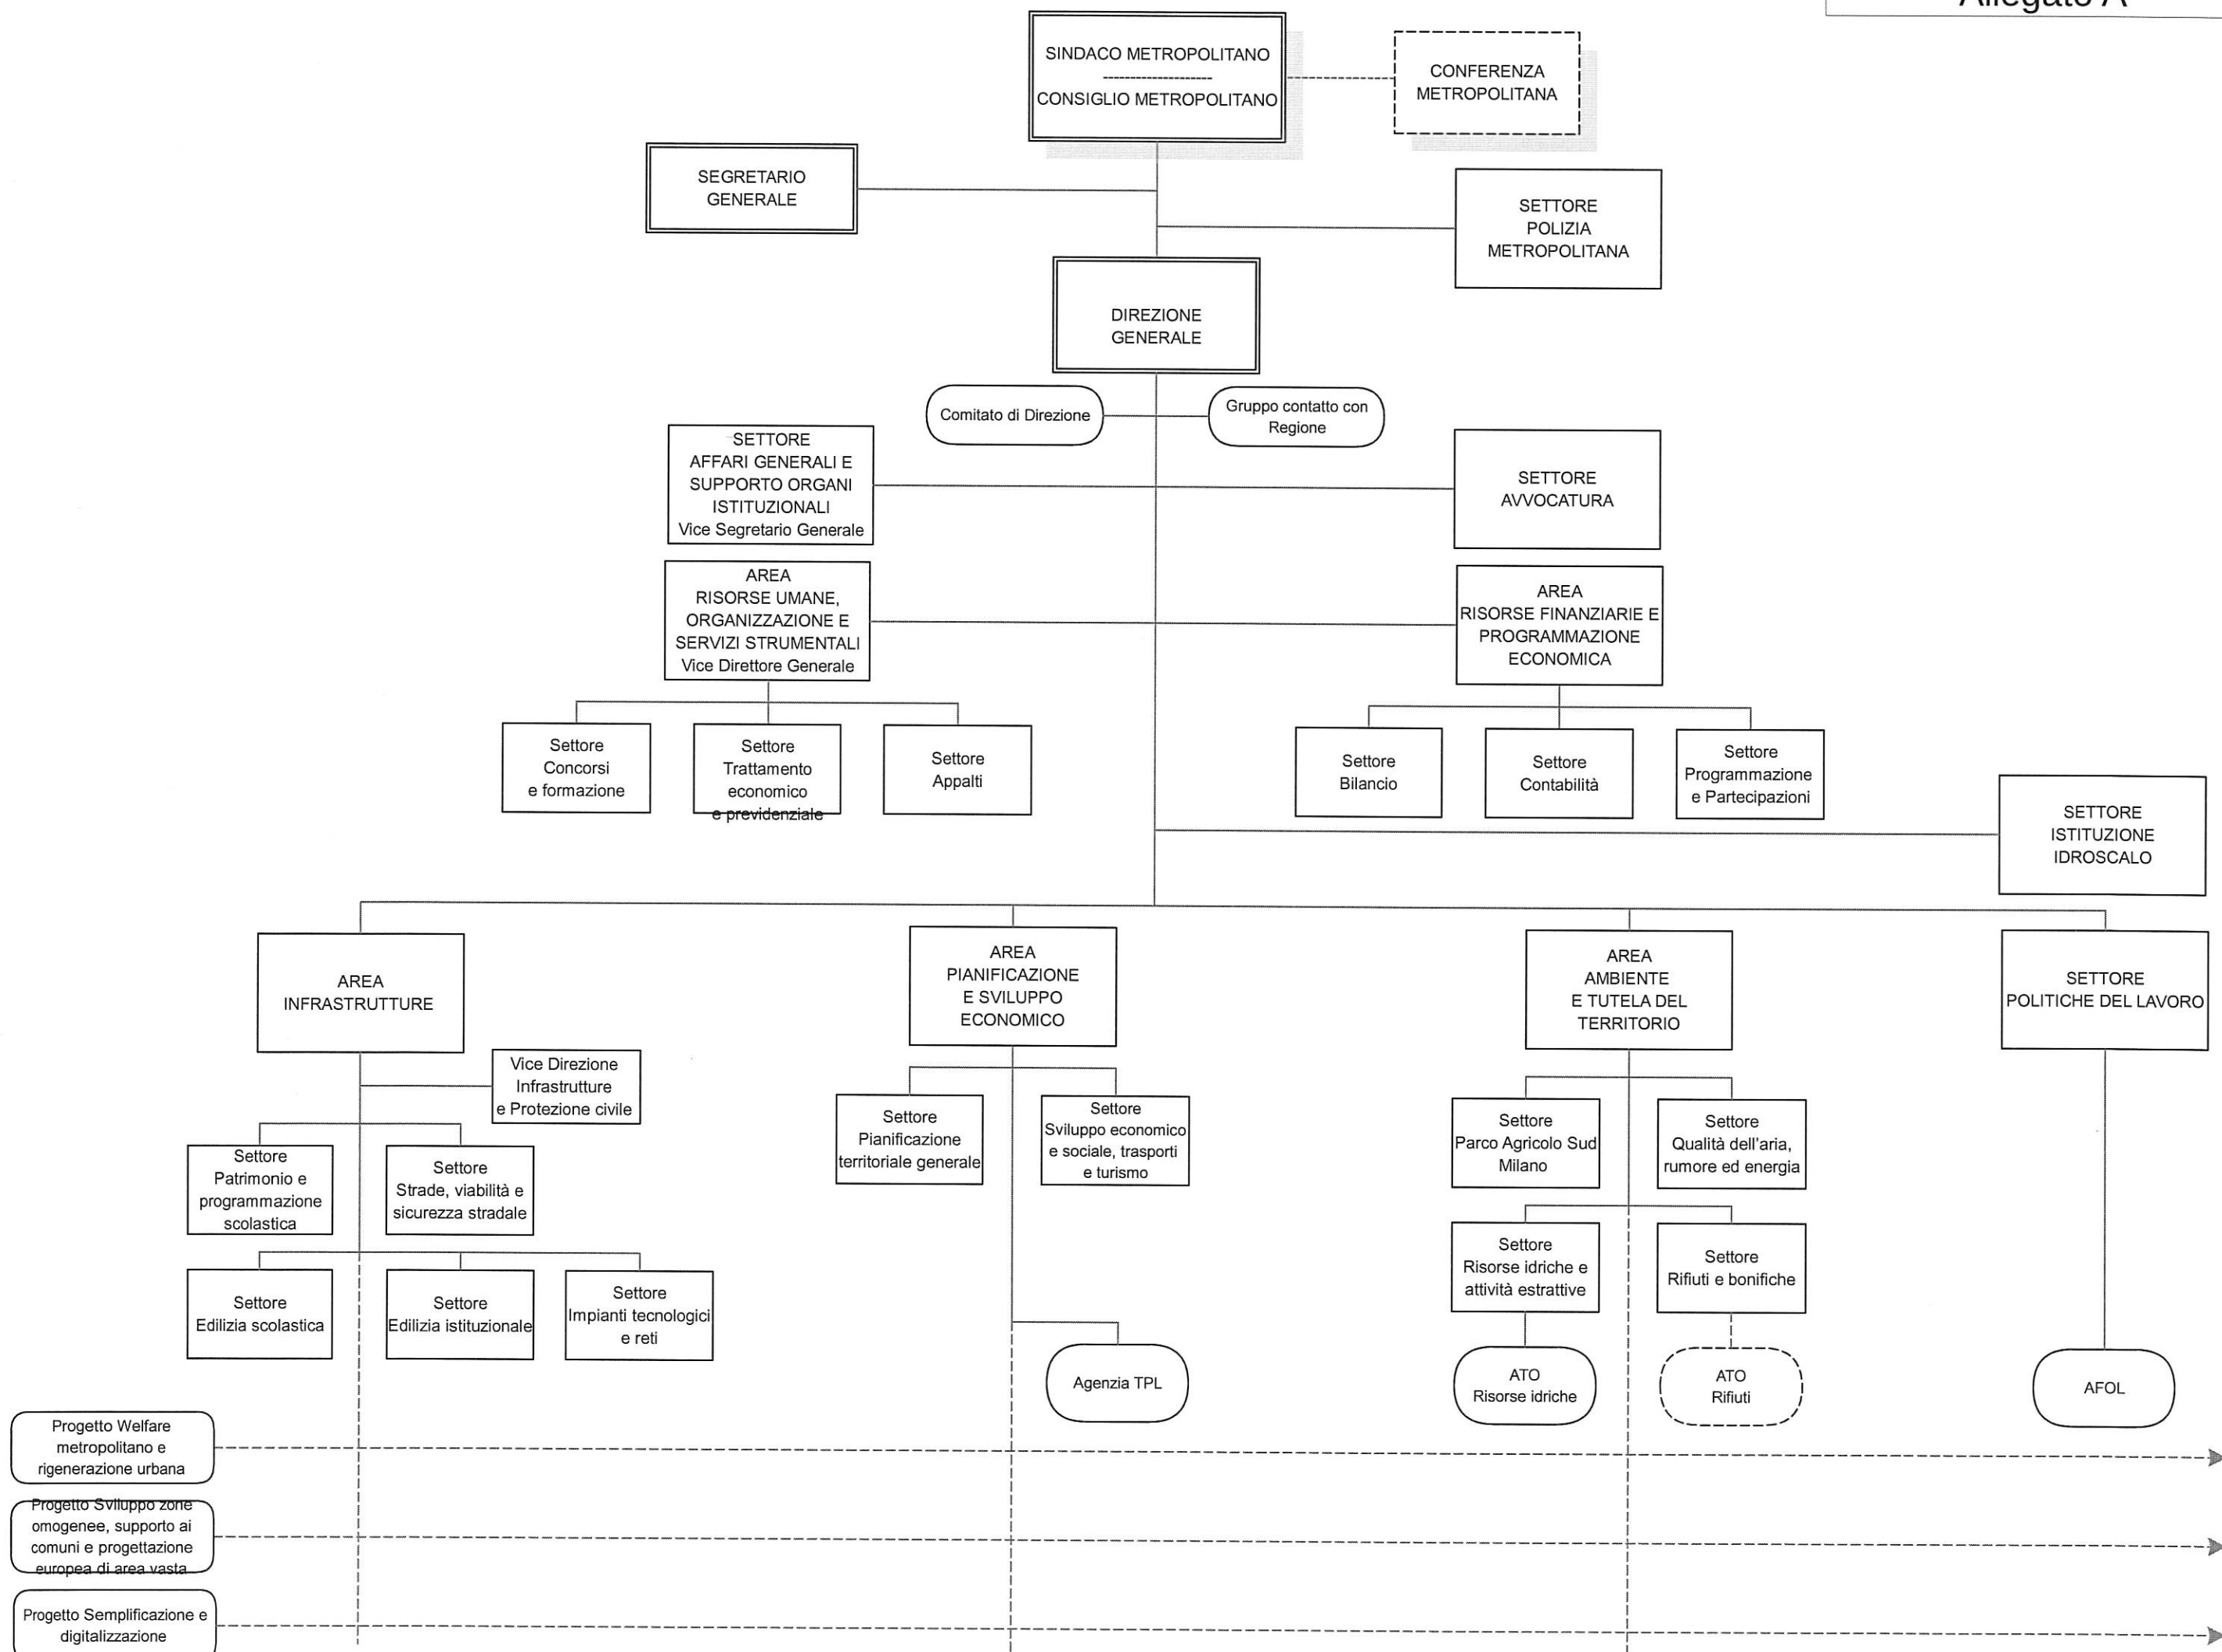 Allegato A
SINDACO METROPOLITANO
--------------------
CONSIGLIO METROPOLITANO
CONFERENZA
METROPOLITANA
SEGRETARIO
GENERALE
SETTORE
POLIZIA
METROPOLITANA
DIREZIONE
GENERALE
Comitato di Direzione
Gruppo contatto con
Regione
SETTORE
AFFARI GENERALI E
SUPPORTO ORGANI
ISTITUZIONALI
Vice Segretario Generale
SETTORE
AVVOCATURA
AREA
RISORSE UMANE,
ORGANIZZAZIONE E
SERVIZI STRUMENTALI
Vice Direttore Generale
AREA
RISORSE FINANZIARIE E
PROGRAMMAZIONE
ECONOMICA
Settore
Concorsi
e formazione
Settore
Trattamento
economico
e previdenziale
Settore
Appalti
Settore
Bilancio
Settore
Contabilità
Settore
Programmazione
e Partecipazioni
SETTORE
ISTITUZIONE
IDROSCALO
AREA
INFRASTRUTTURE
AREA
PIANIFICAZIONE
E SVILUPPO
ECONOMICO
AREA
AMBIENTE
E TUTELA DEL
TERRITORIO
SETTORE
POLITICHE DEL LAVORO
Vice Direzione
Infrastrutture
e Protezione civile
Settore
Patrimonio e
programmazione
scolastica
Settore
Strade, viabilità e
sicurezza stradale
Settore
Pianificazione
territoriale generale
Settore
Sviluppo economico
e sociale, trasporti
e turismo
Settore
Parco Agricolo Sud
Milano
Settore
Qualità dell'aria,
rumore ed energia
Settore
Edilizia scolastica
Settore
Edilizia istituzionale
Settore
Impianti tecnologici
e reti
Settore
Risorse idriche e
attività estrattive
Settore
Rifiuti e bonifiche
Agenzia TPL
ATO
Risorse idriche
ATO
Rifiuti
AFOL
Progetto Welfare
metropolitano e
rigenerazione urbana
Progetto Sviluppo zone
omogenee, supporto ai
comuni e progettazione
europea di area vasta
Progetto Semplificazione e
digitalizzazione